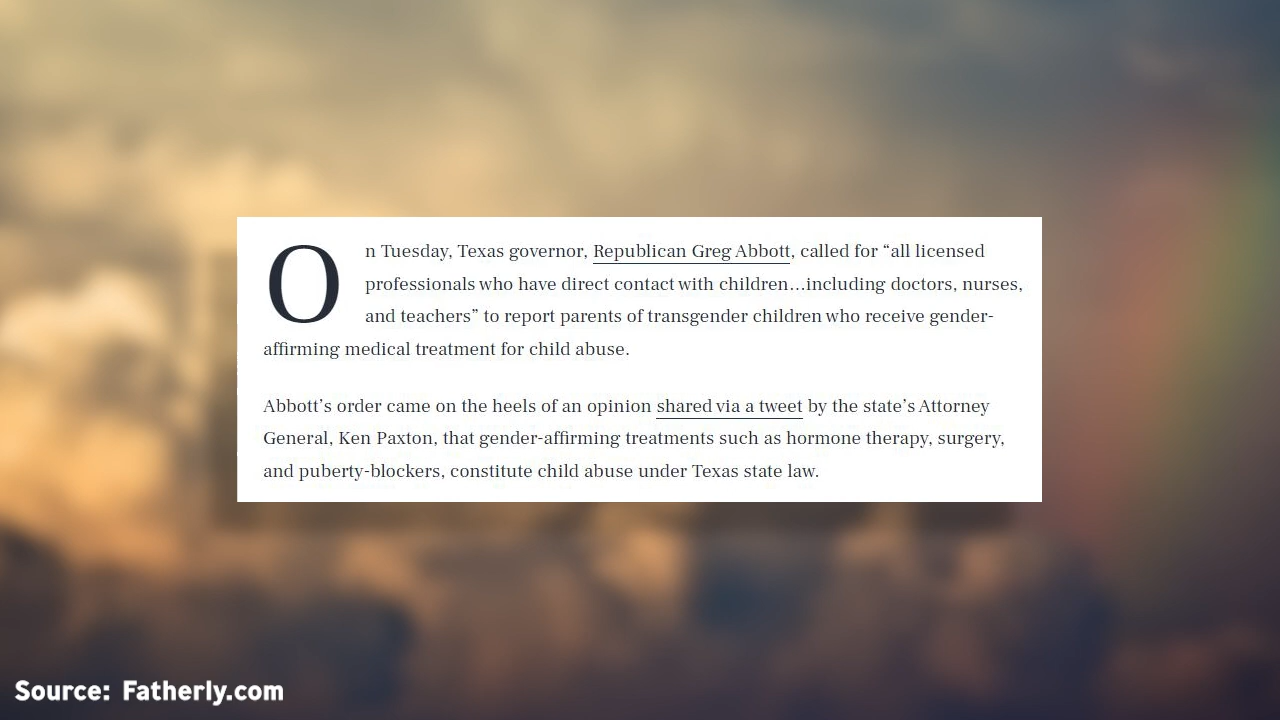 On Tuesday, Texas governor, Republican Greg Abbott, called for “all licensed
professionals who have direct contact with children…including doctors, nurses,
and teachers” to report parents of transgender children who receive gender-
affirming medical treatment for child abuse.
Abbott’s order came on the heels of an opinion shared via a tweet by the state’s Attorney
General, Ken Paxton, that gender-affirming treatments such as hormone therapy, surgery,
and puberty-blockers, constitute child abuse under Texas state law.
Source: Fatherly.com